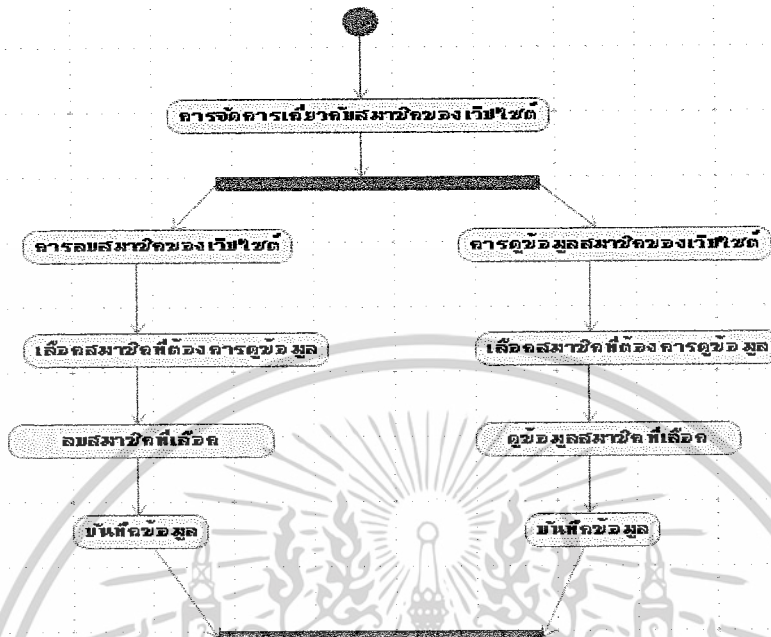 การจัดการเกี่ยวกับสมาชิกของเว็ปไซต์
การลบสมาชิกของเว็ปไซต์
การดูข้อมูลสมาชิกของเว็ปไซต์
เลือกสมาชิกที่ต้องการดูข้อมูล
เลือกสมาชิกที่ต้องการดูข้อมูล
ลบสมาชิกที่เลือก
ดูข้อมูลสมาชิกที่เลือก
บันทึกข้อมูล
บันทึกข้อมูล